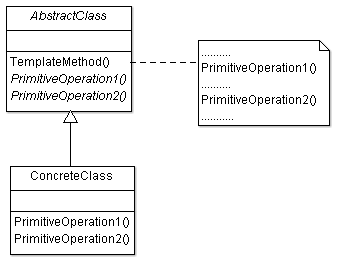 AbstractClass
TemplateMethod()
PrimitiveOperation1()
PrimitiveOperation2()
..........
PrimitiveOperation1()
..........
PrimitiveOperation2()
...........
ConcreteClass
PrimitiveOperation1()
PrimitiveOperation2()